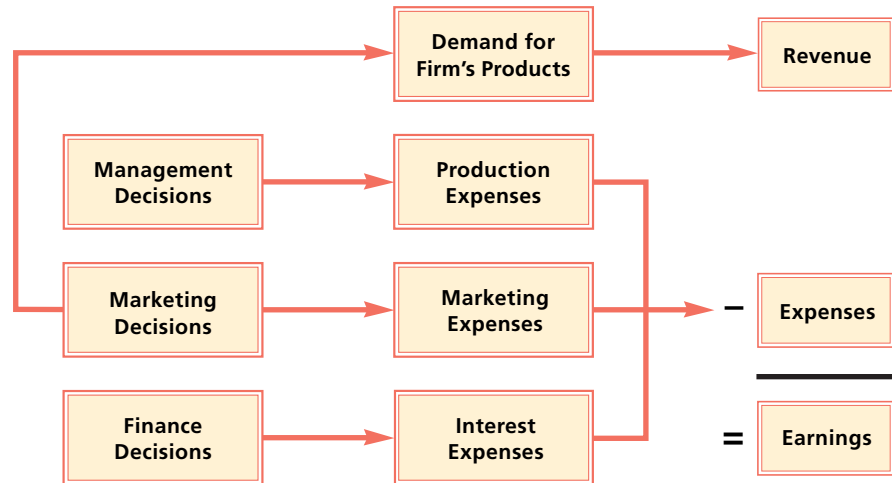 Demand for
Firm's Products
Revenue
Management
Decisions
Production
Expenses
Marketing
Decisions
Marketing
Expenses
–
Expenses
Finance
Decisions
Interest
Expenses
=
Earnings